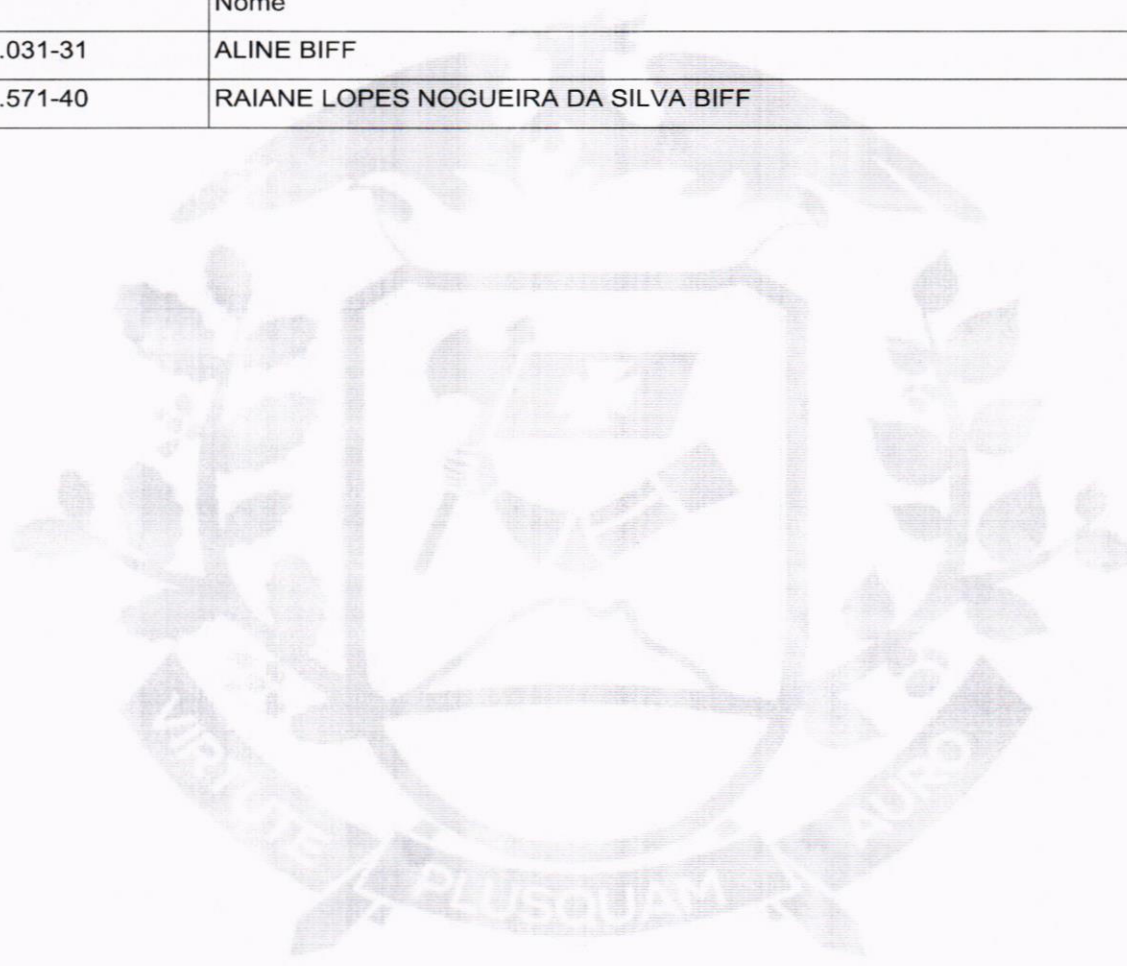 Nome
.031-31 ALINE BIFF
.571-40 RAIANE LOPES NOGUEIRA DA SILVA BIFF
VIRTUTE PLUSQUAM AURO